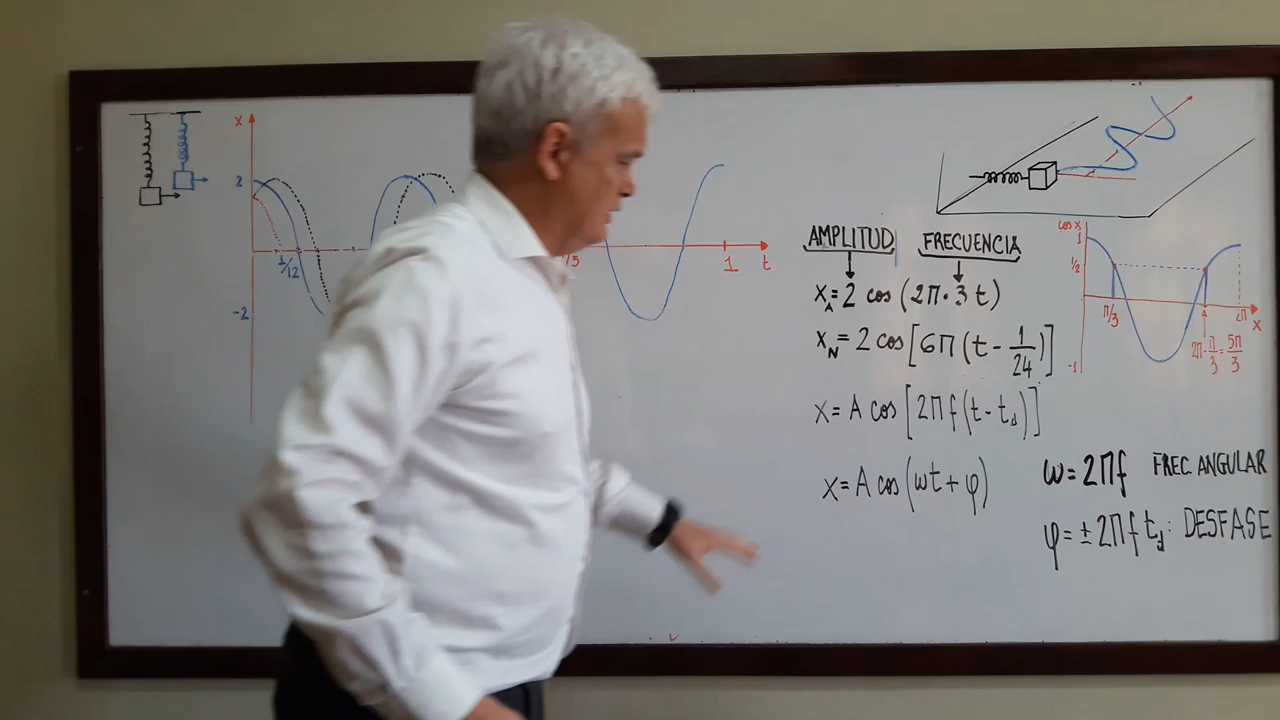 x
2
-2
1/12
1
t
AMPLITUD FRECUENCIA
x_A = 2 cos (2π · 3 t)
x_N = 2 cos [6π (t - 1/24)]
x = A cos [2π f (t - t_d)]
x = A cos (ωt + φ)
cos x
1
1/2
-1
π/3
2π
x
2π - π/3 = 5π/3
ω = 2π f FREC. ANGULAR
φ = ± 2π f t_d : DESFASE